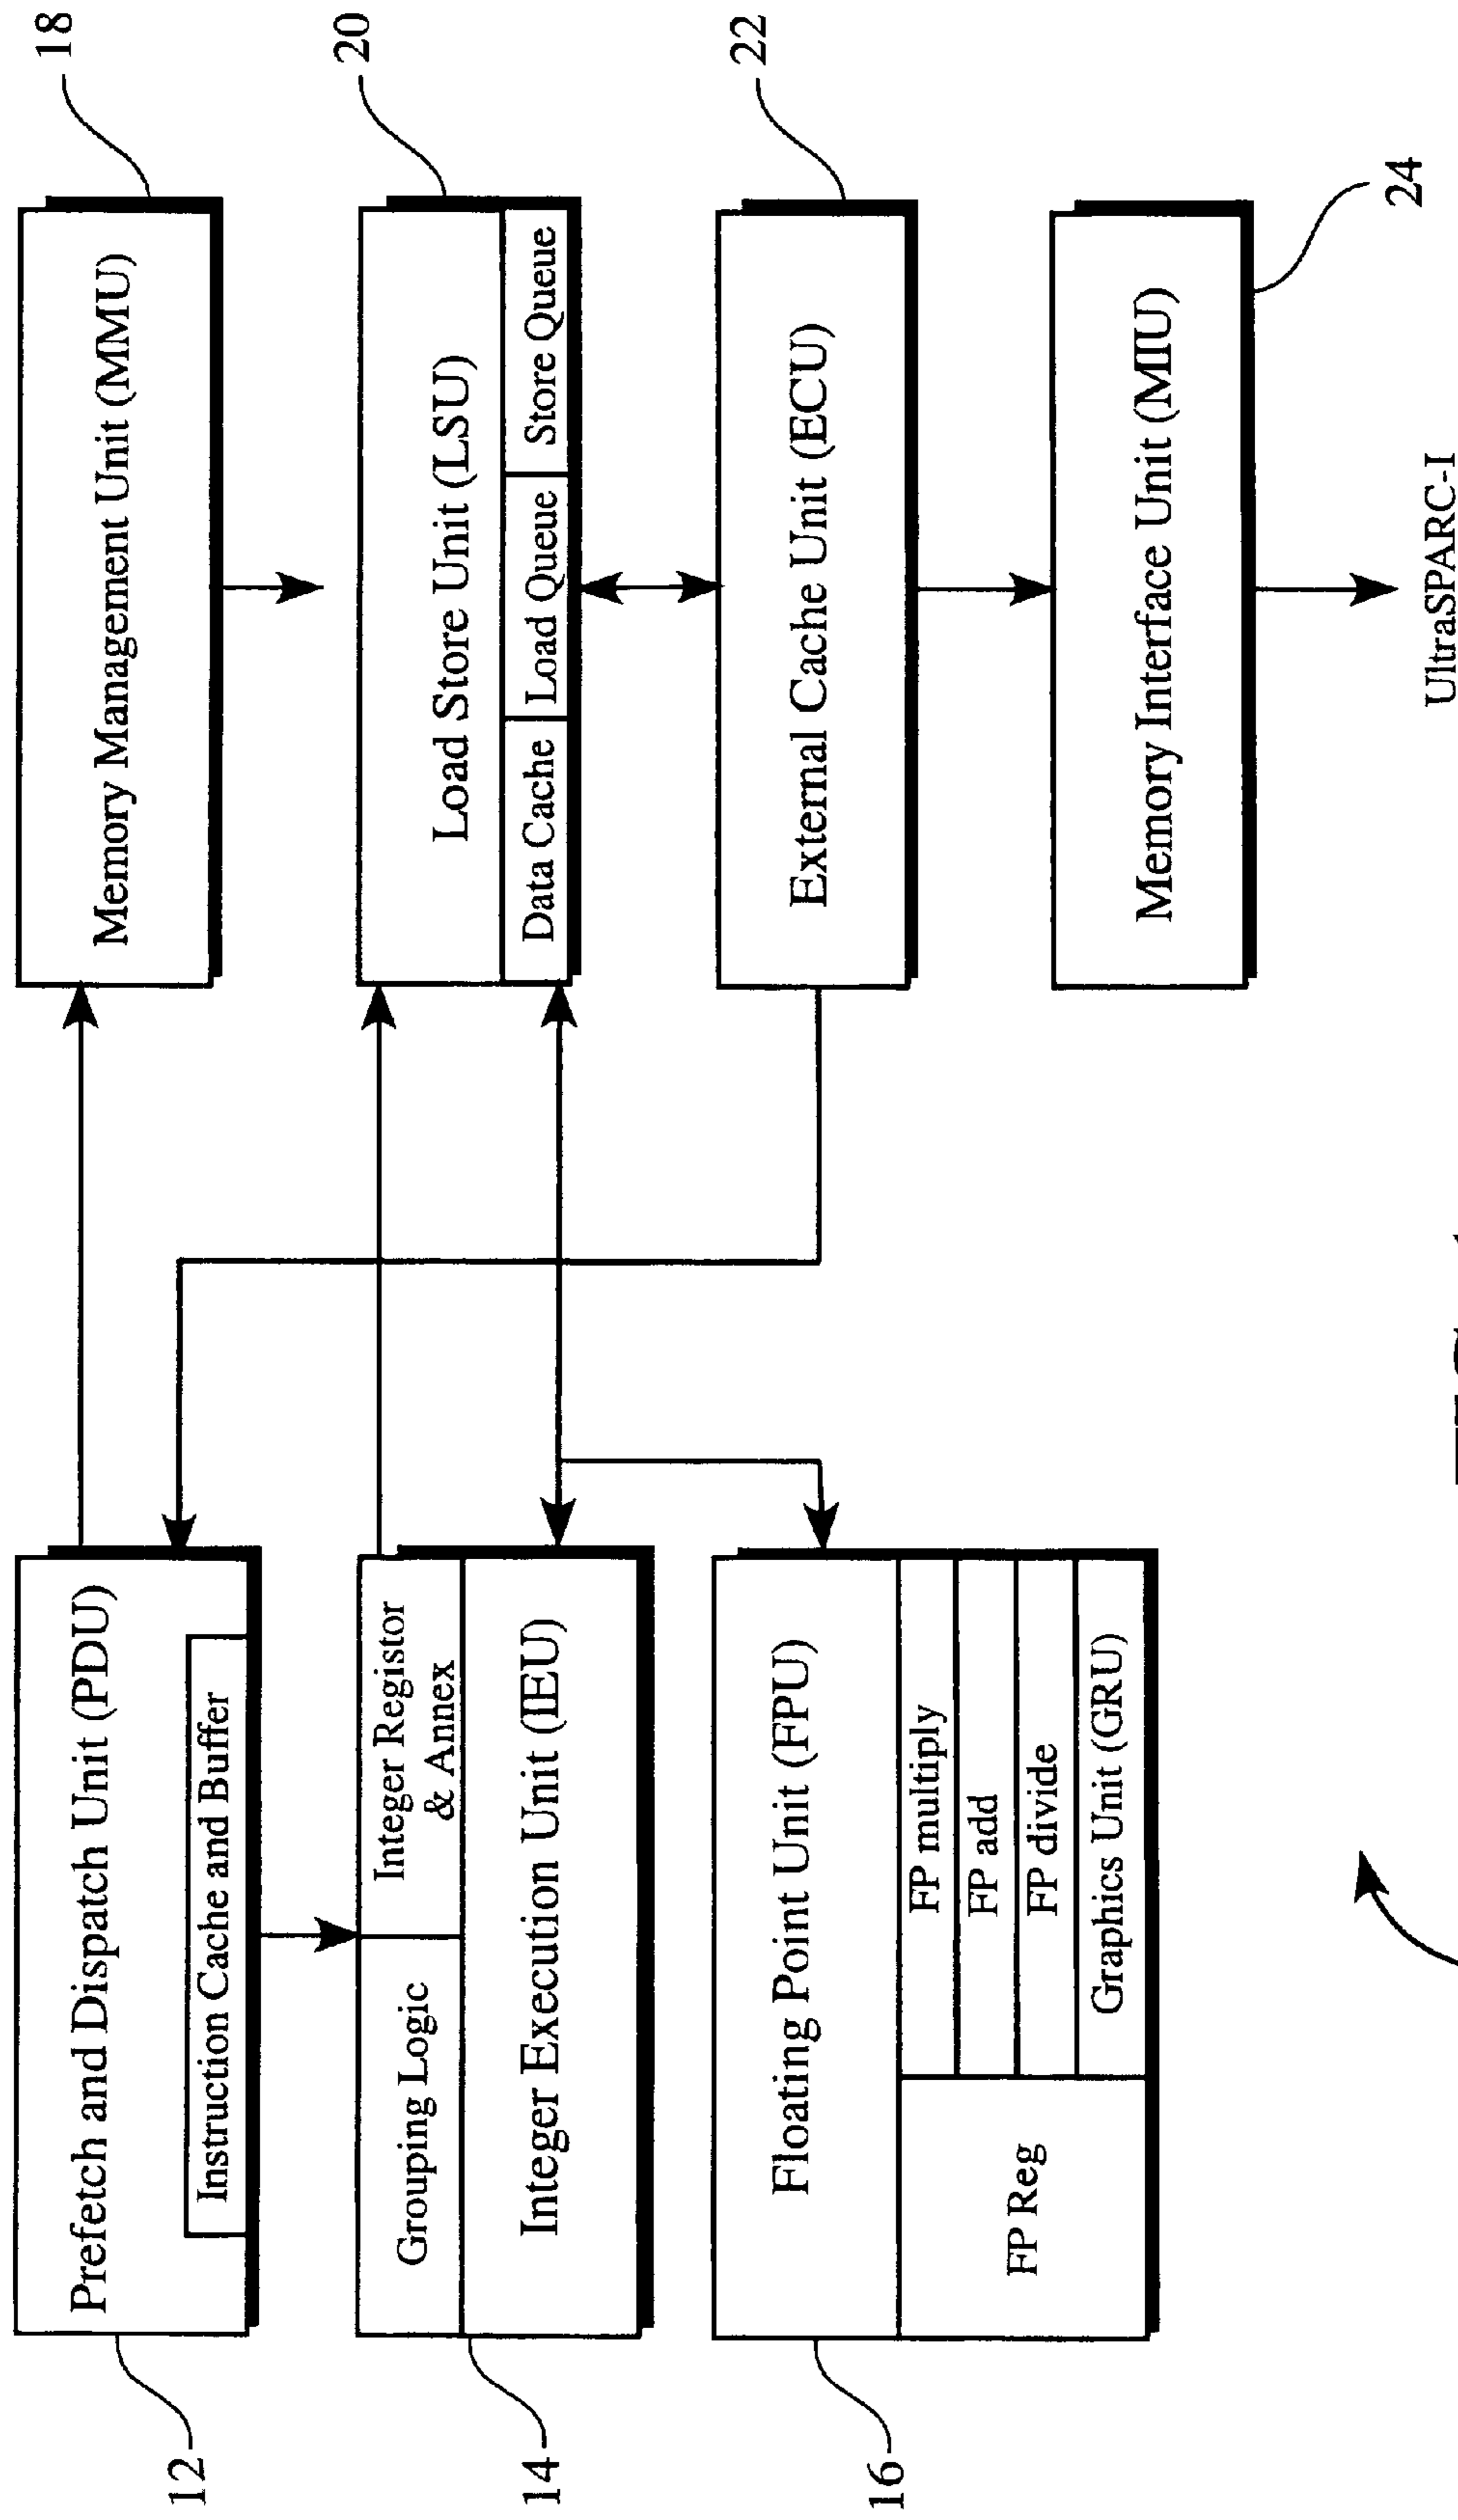 12
Prefetch and Dispatch Unit (PDU)
Instruction Cache and Buffer
14
Grouping Logic
Integer Registor
& Annex
Integer Execution Unit (IEU)
16
Floating Point Unit (FPU)
FP Reg
FP multiply
FP add
FP divide
Graphics Unit (GRU)
18
Memory Management Unit (MMU)
20
Load Store Unit (LSU)
Data Cache
Load Queue
Store Queue
22
External Cache Unit (ECU)
Memory Interface Unit (MIU)
24
UltraSPARC-I